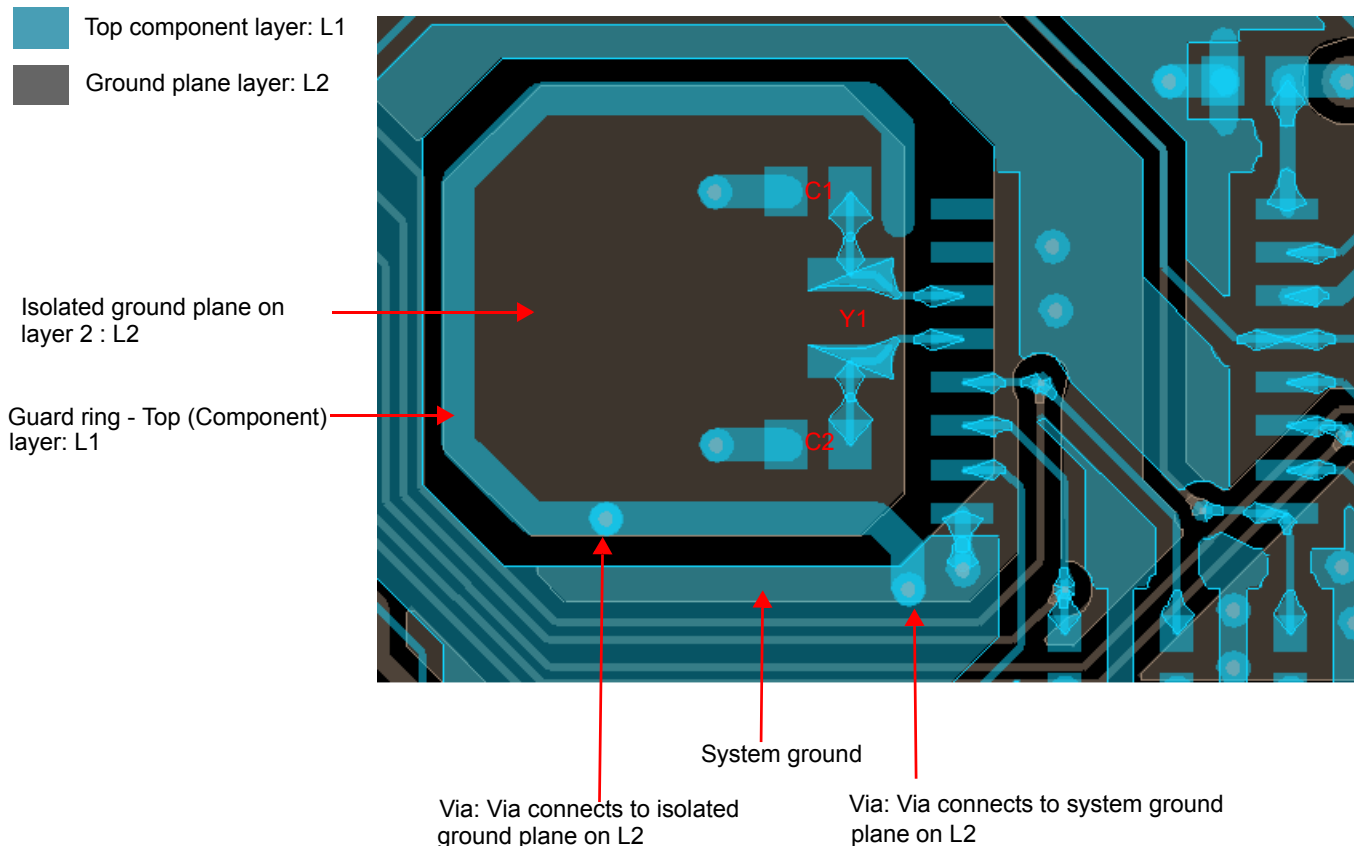 Top component layer: L1
Ground plane layer: L2
C1
Isolated ground plane on
layer 2 : L2
Y1
Guard ring - Top (Component)
layer: L1
C2
System ground
Via: Via connects to isolated
ground plane on L2
Via: Via connects to system ground
plane on L2